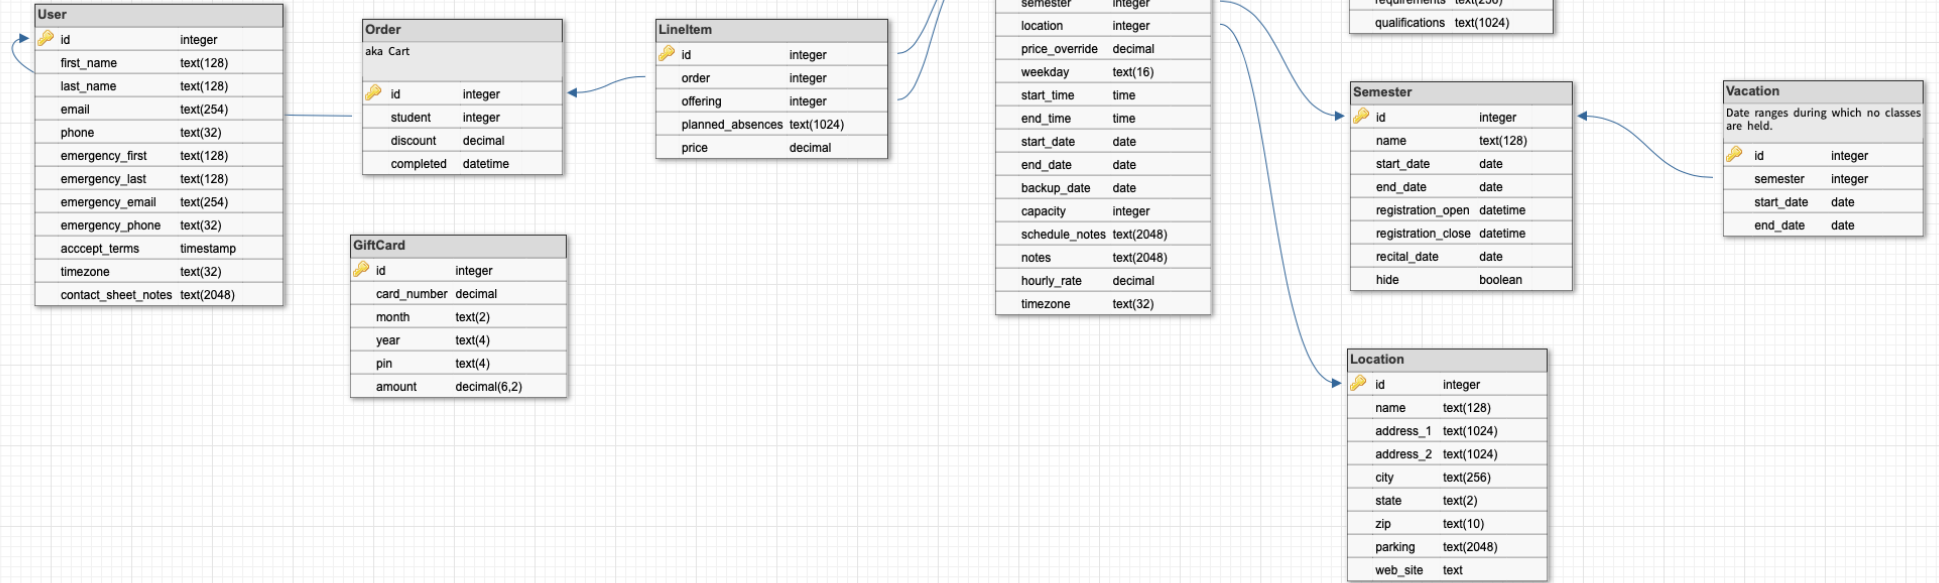 User
id integer
first_name text(128)
last_name text(128)
email text(254)
phone text(32)
emergency_first text(128)
emergency_last text(128)
emergency_email text(254)
emergency_phone text(32)
acccept_terms timestamp
timezone text(32)
contact_sheet_notes text(2048)
Order
aka Cart
id integer
student integer
discount decimal
completed datetime
GiftCard
id integer
card_number decimal
month text(2)
year text(4)
pin text(4)
amount decimal(6,2)
LineItem
id integer
order integer
offering integer
planned_absences text(1024)
price decimal
semester integer
location integer
price_override decimal
weekday text(16)
start_time time
end_time time
start_date date
end_date date
backup_date date
capacity integer
schedule_notes text(2048)
notes text(2048)
hourly_rate decimal
timezone text(32)
requirements text(256)
qualifications text(1024)
Semester
id integer
name text(128)
start_date date
end_date date
registration_open datetime
registration_close datetime
recital_date date
hide boolean
Location
id integer
name text(128)
address_1 text(1024)
address_2 text(1024)
city text(256)
state text(2)
zip text(10)
parking text(2048)
web_site text
Vacation
Date ranges during which no classes
are held.
id integer
semester integer
start_date date
end_date date